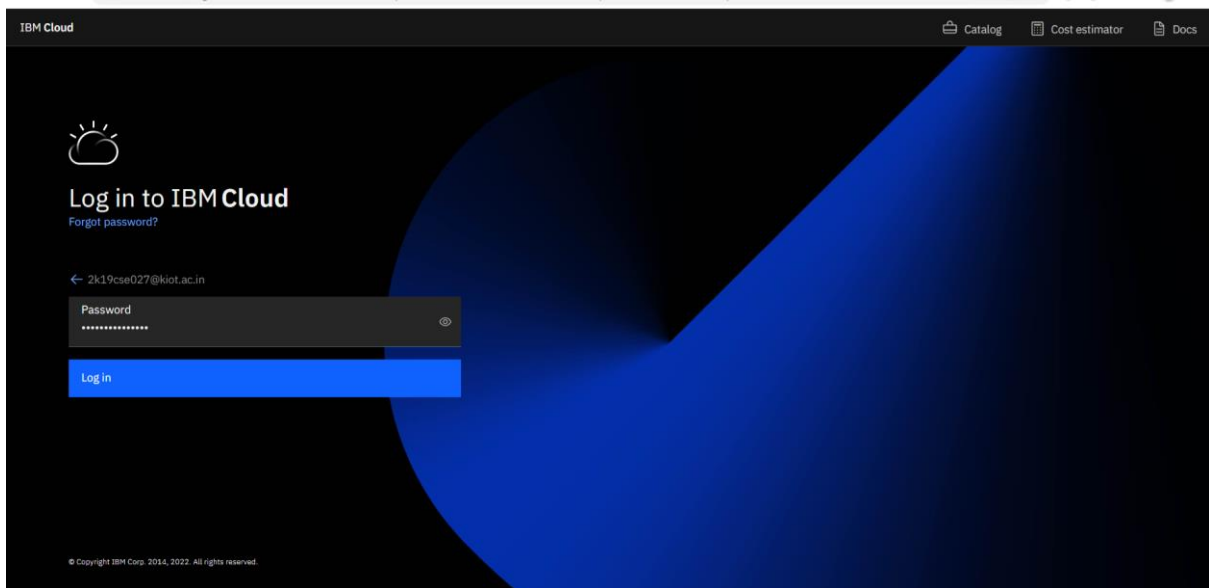 IBM Cloud
Catalog
Cost estimator
Docs
Log in to IBM Cloud
Forgot password?
← 2k19cse027@kiot.ac.in
Password
•••••••••••••••
Log in
© Copyright IBM Corp. 2014, 2022. All rights reserved.